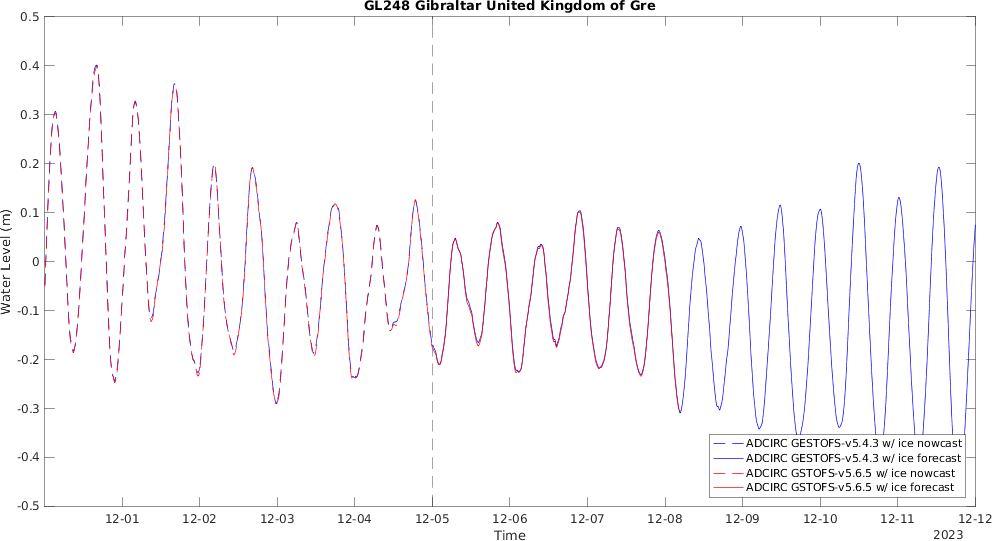 GL248 Gibraltar United Kingdom of Gre
0.5
0.4
0.3
0.2
0.1
0
-0.1
-0.2
-0.3
-0.4
-0.5
Water Level (m)
ADCIRC GESTOFS-v5.4.3 w/ ice nowcast
ADCIRC GESTOFS-v5.4.3 w/ ice forecast
ADCIRC GSTOFS-v5.6.5 w/ ice nowcast
ADCIRC GSTOFS-v5.6.5 w/ ice forecast
12-01 12-02 12-03 12-04 12-05 12-06 12-07 12-08 12-09 12-10 12-11 12-12
Time
2023